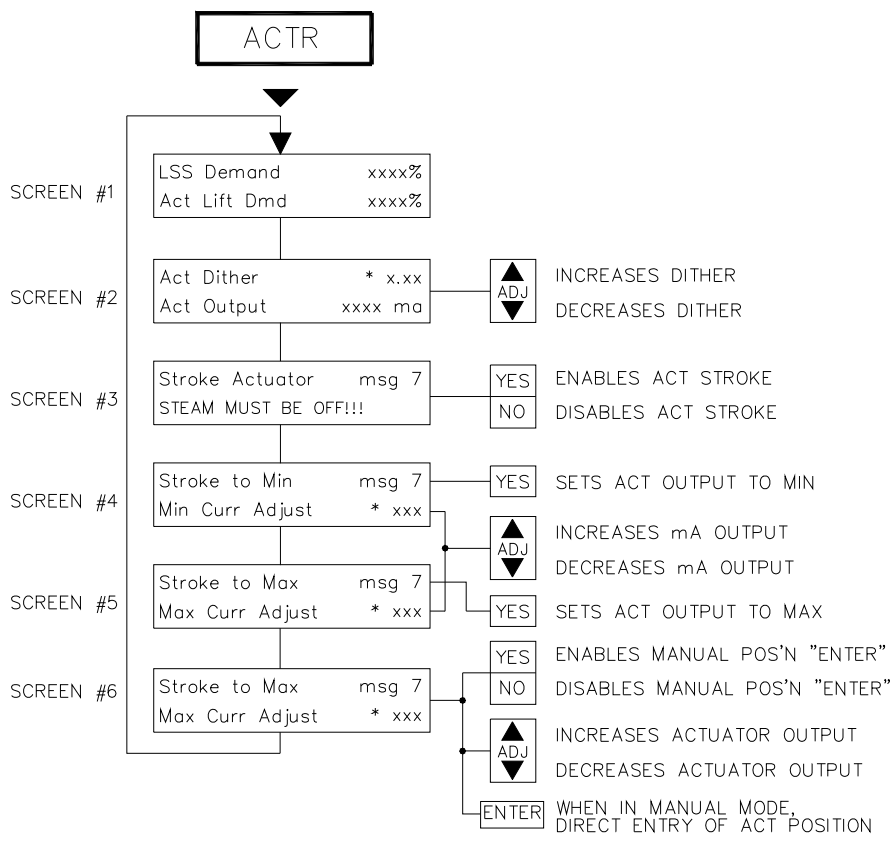 ACTR
SCREEN #1
LSS Demand xxxx%
Act Lift Dmd xxxx%
SCREEN #2
Act Dither * x.xx
Act Output xxxx ma
ADJ
INCREASES DITHER
DECREASES DITHER
SCREEN #3
Stroke Actuator msg 7
STEAM MUST BE OFF!!!
YES ENABLES ACT STROKE
NO DISABLES ACT STROKE
SCREEN #4
Stroke to Min msg 7
Min Curr Adjust * xxx
YES SETS ACT OUTPUT TO MIN
ADJ
INCREASES mA OUTPUT
DECREASES mA OUTPUT
SCREEN #5
Stroke to Max msg 7
Max Curr Adjust * xxx
YES SETS ACT OUTPUT TO MAX
SCREEN #6
Stroke to Max msg 7
Max Curr Adjust * xxx
YES ENABLES MANUAL POS'N "ENTER"
NO DISABLES MANUAL POS'N "ENTER"
ADJ
INCREASES ACTUATOR OUTPUT
DECREASES ACTUATOR OUTPUT
ENTER WHEN IN MANUAL MODE,
DIRECT ENTRY OF ACT POSITION